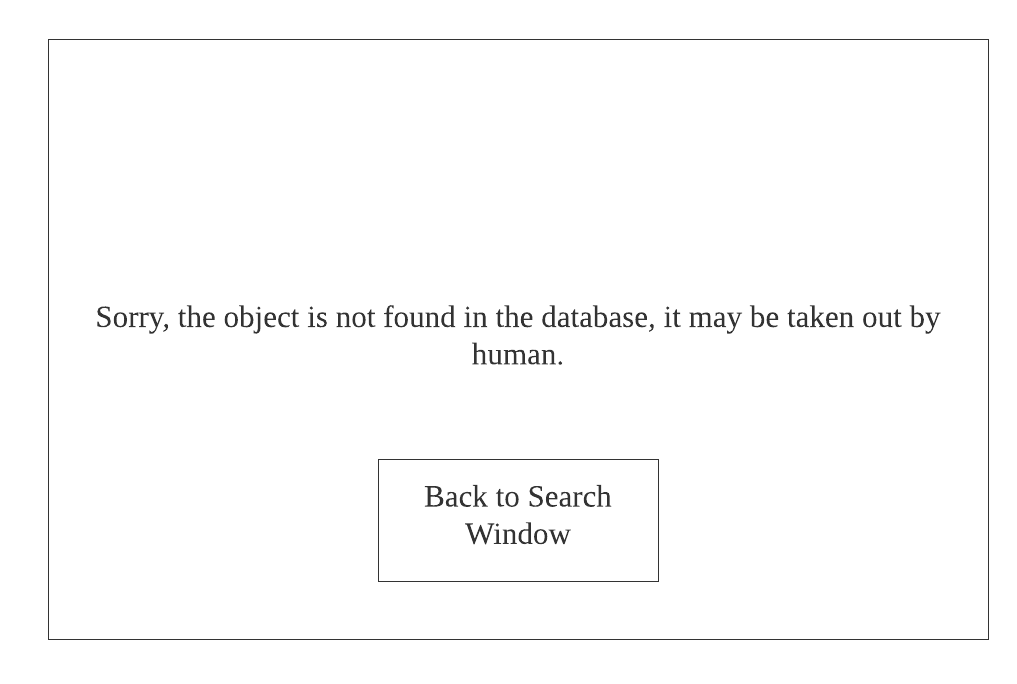 Sorry, the object is not found in the database, it may be taken out by
human.
Back to Search
Window